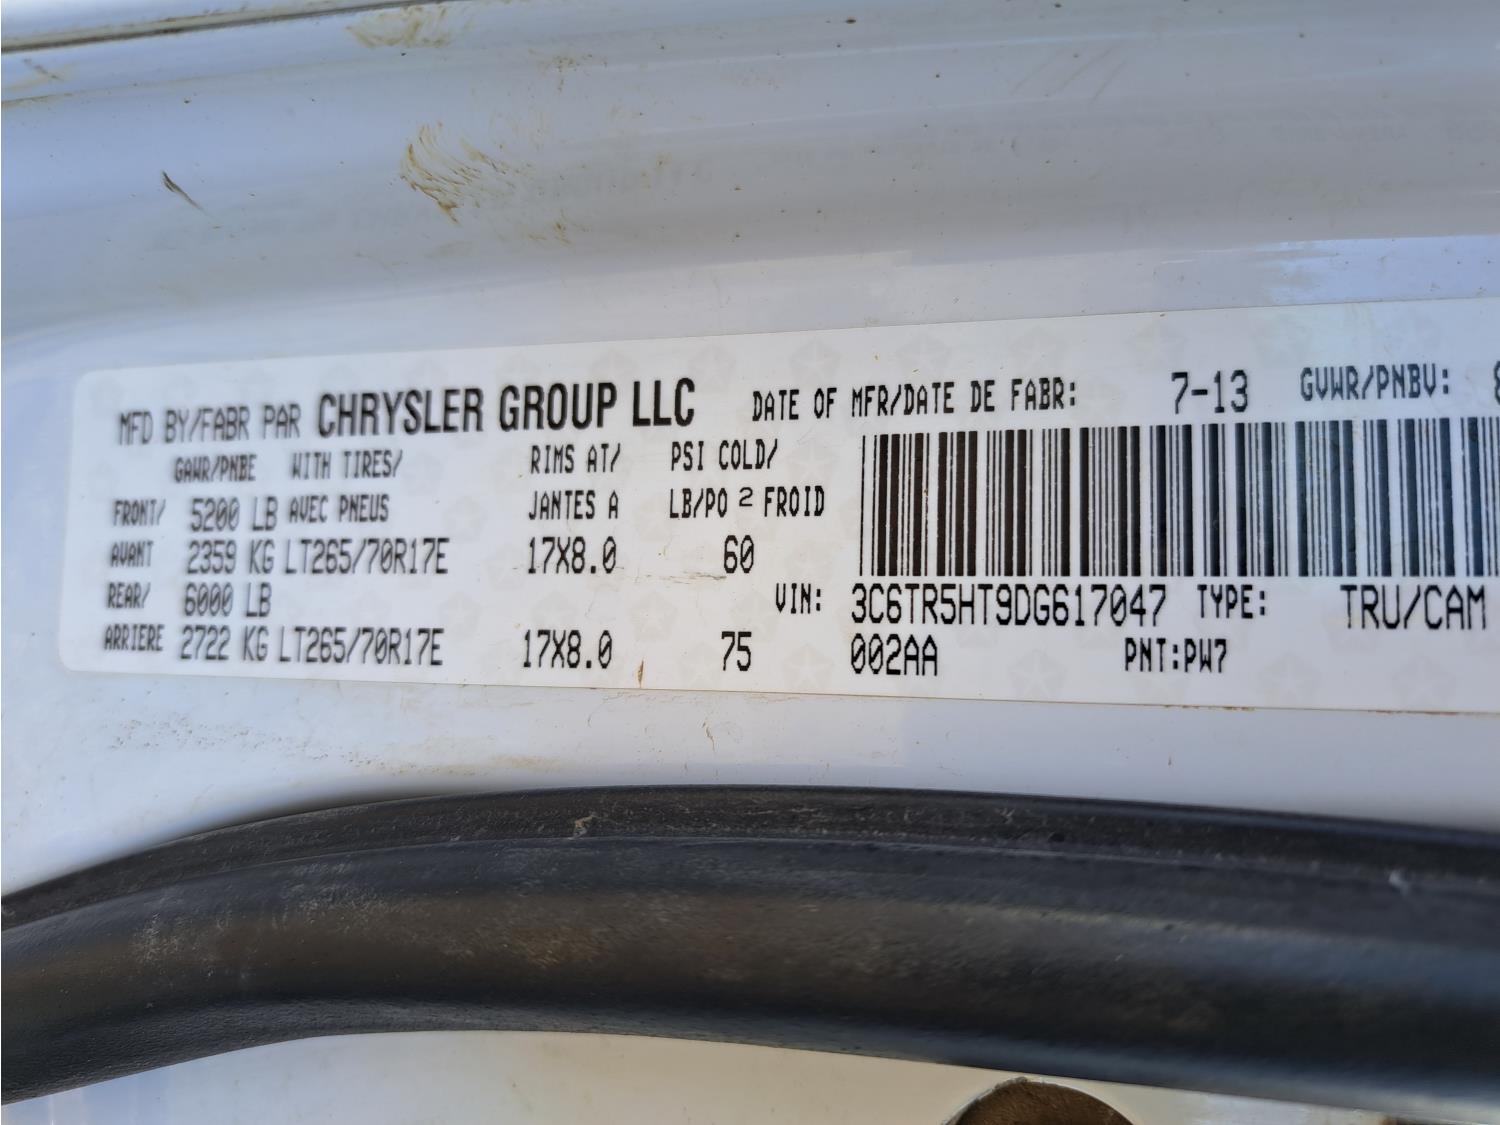 MFD BY/FABR PAR CHRYSLER GROUP LLC DATE OF MFR/DATE DE FABR: 7-13 GVWR/PNBV:
GAWR/PNBE WITH TIRES/ RIMS AT/ PSI COLD/
FRONT/ 5200 LB AVEC PNEUS JANTES A LB/PO 2 FROID
AVANT 2359 KG LT265/70R17E 17X8.0 60
REAR/ 6000 LB VIN: 3C6TR5HT9DG617047 TYPE: TRU/CAM
ARRIERE 2722 KG LT265/70R17E 17X8.0 75 002AA PNT:PW7